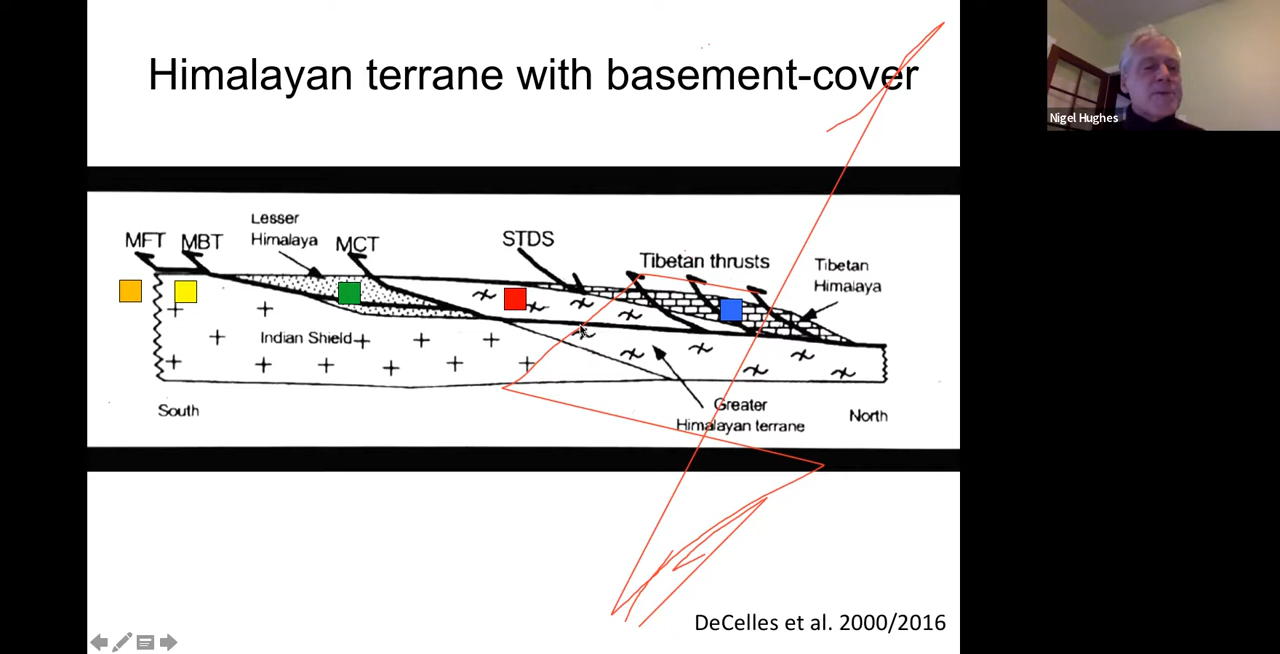 Himalayan terrane with basement-cover
Nigel Hughes
MFT MBT
Lesser
Himalaya
MCT
STDS
Tibetan thrusts
Tibetan
Himalaya
Indian Shield
Greater
Himalayan terrane
South
North
DeCelles et al. 2000/2016